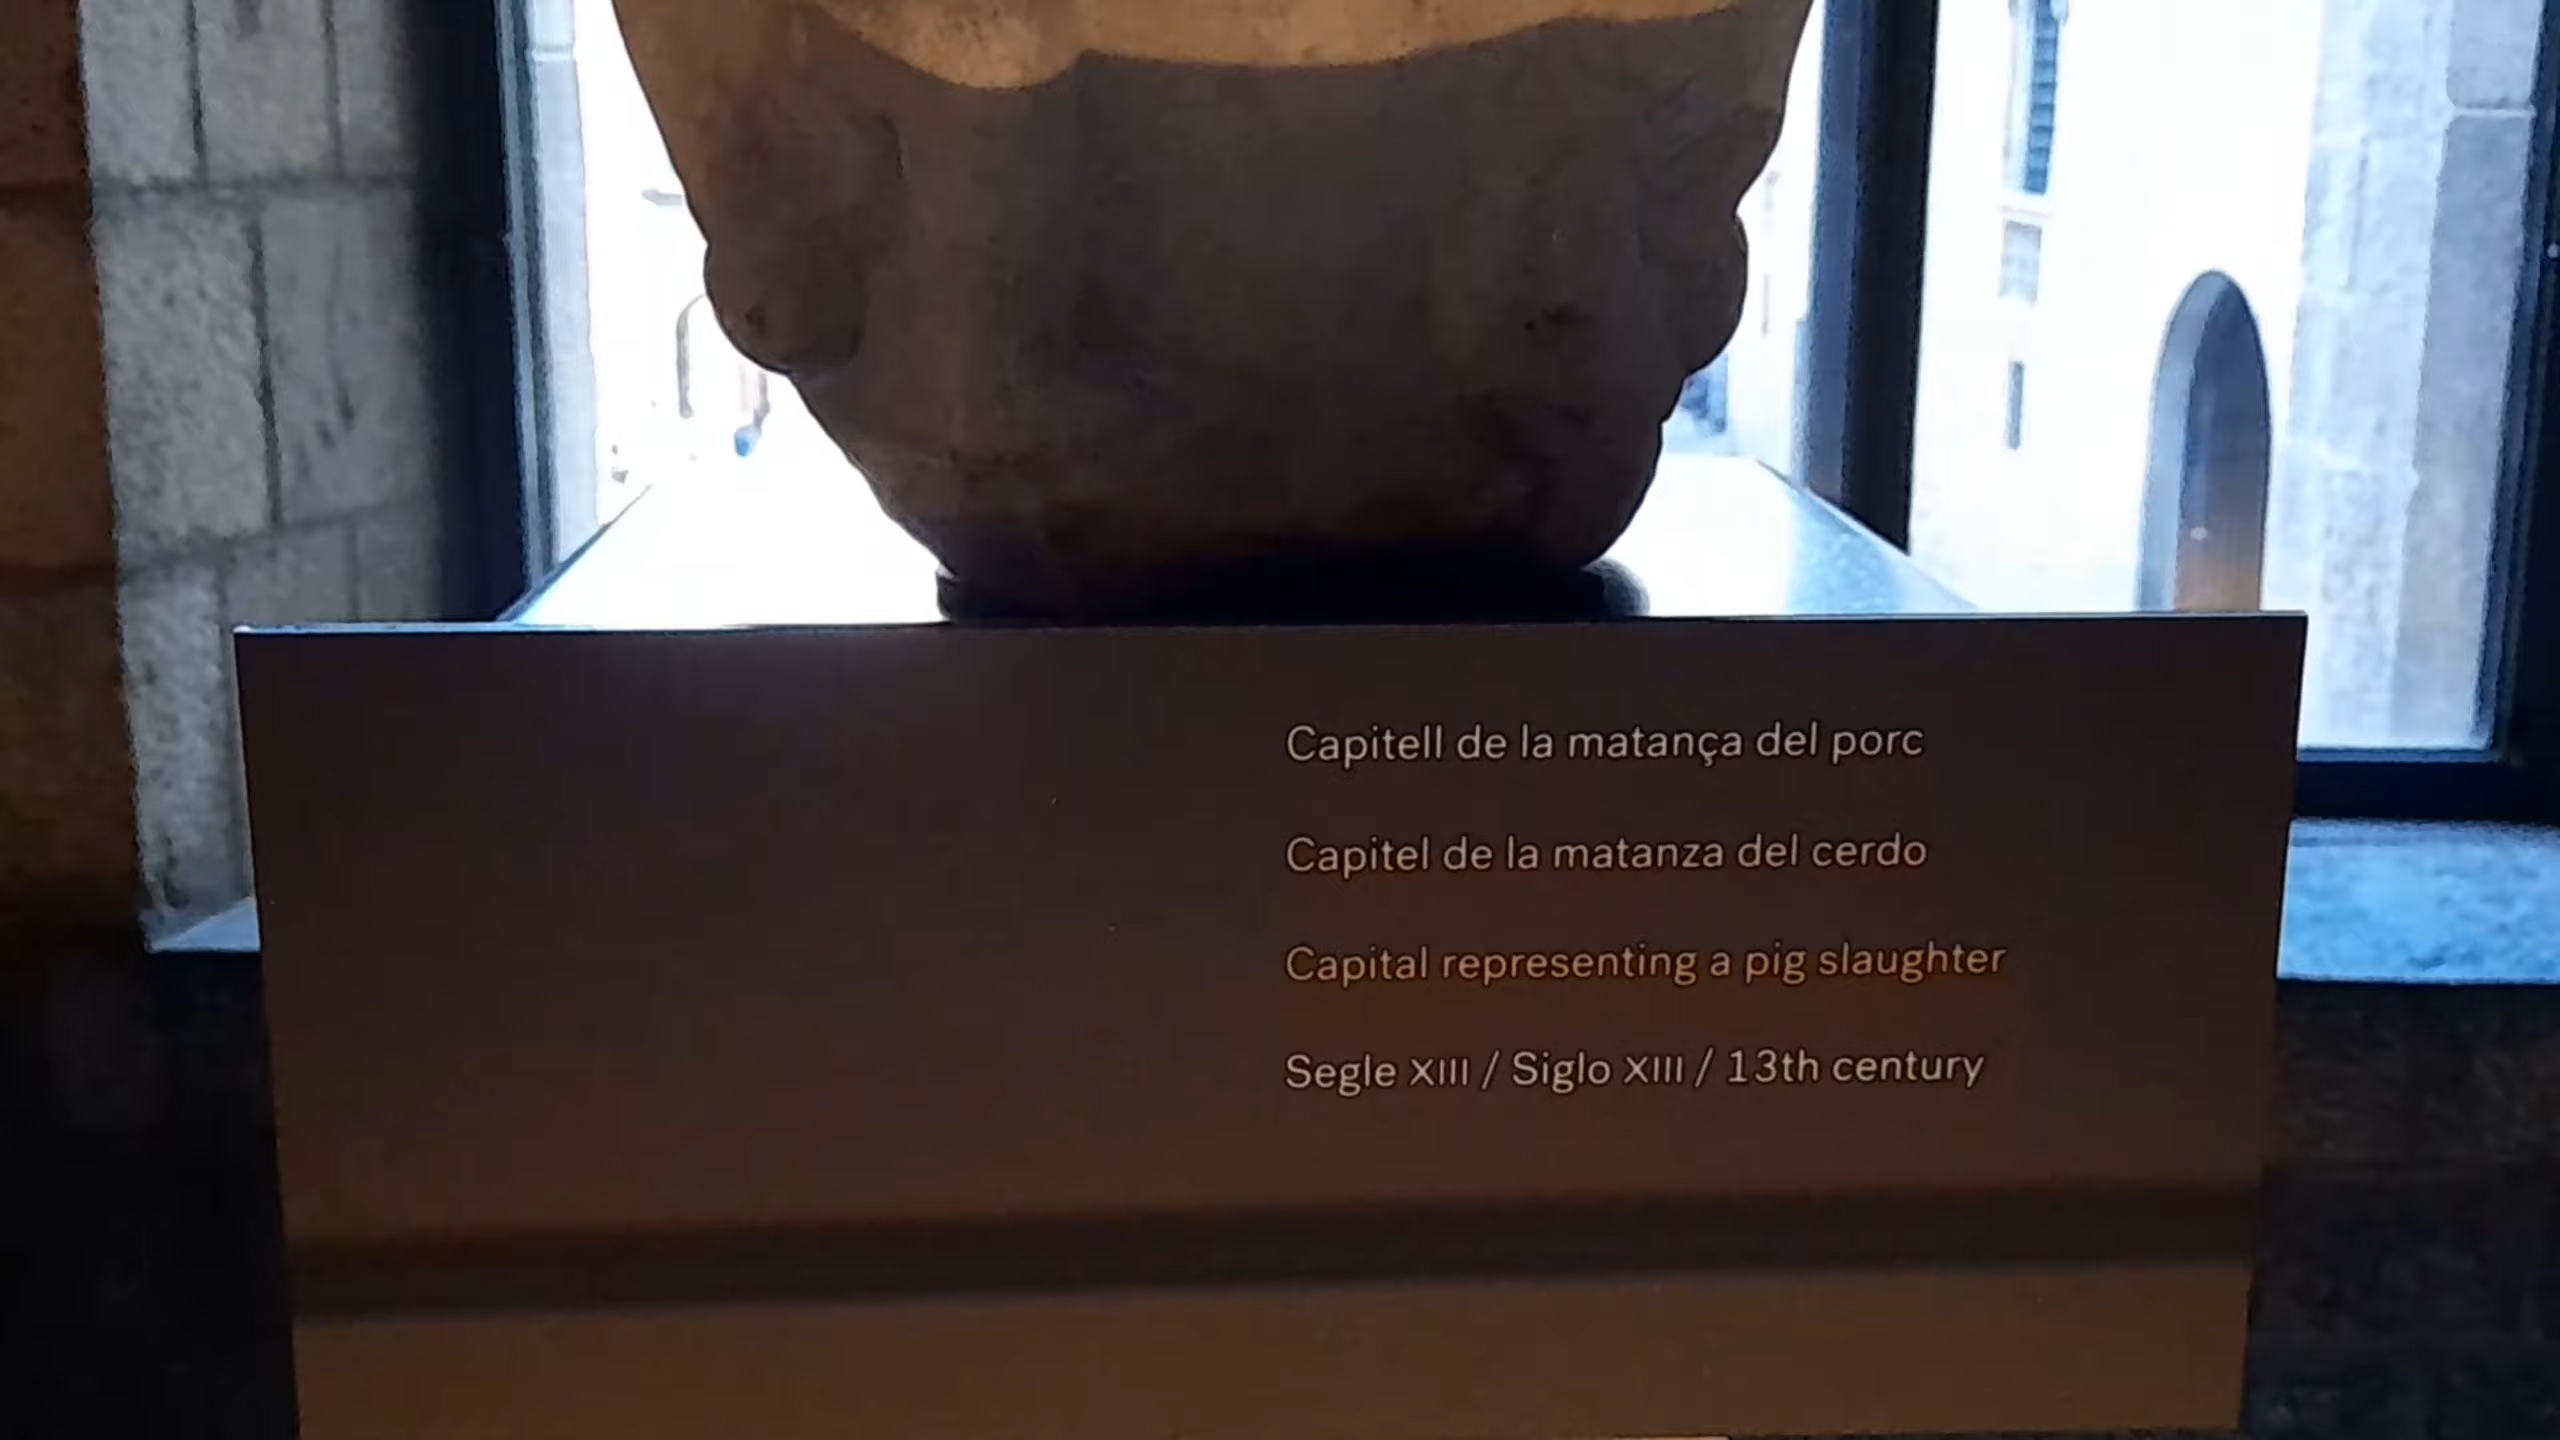 Capitell de la matança del porc
Capitel de la matanza del cerdo
Capital representing a pig slaughter
Segle XIII / Siglo XIII / 13th century